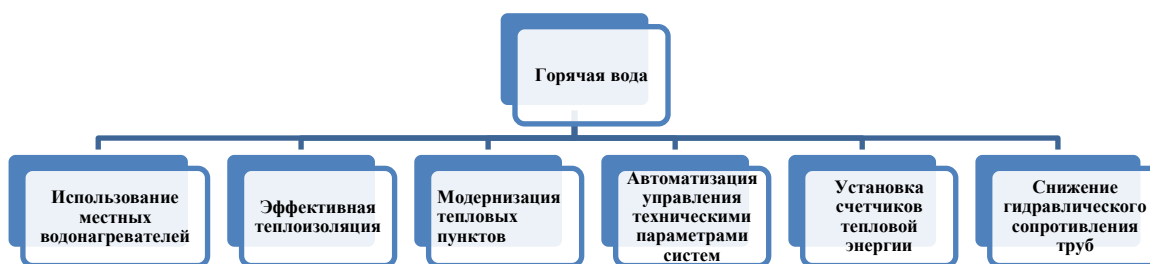 Горячая вода
Использование
местных
водонагревателей
Эффективная
теплоизоляция
Модернизация
тепловых
пунктов
Автоматизация
управления
техническими
параметрами
систем
Установка
счетчиков
тепловой
энергии
Снижение
гидравлического
сопротивления
труб